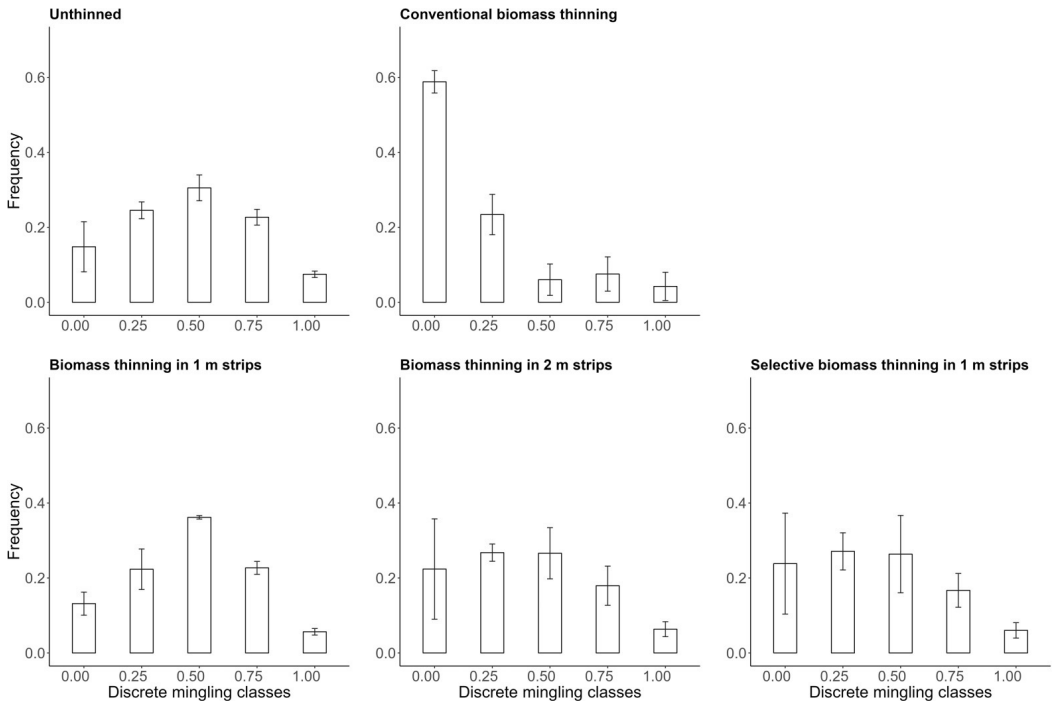 Unthinned
Conventional biomass thinning
Frequency
0.6
0.4
0.2
0.0
0.00 0.25 0.50 0.75 1.00
0.6
0.4
0.2
0.0
0.00 0.25 0.50 0.75 1.00
Biomass thinning in 1 m strips
Biomass thinning in 2 m strips
Selective biomass thinning in 1 m strips
Frequency
0.6
0.4
0.2
0.0
0.00 0.25 0.50 0.75 1.00
Discrete mingling classes
0.6
0.4
0.2
0.0
0.00 0.25 0.50 0.75 1.00
Discrete mingling classes
0.6
0.4
0.2
0.0
0.00 0.25 0.50 0.75 1.00
Discrete mingling classes